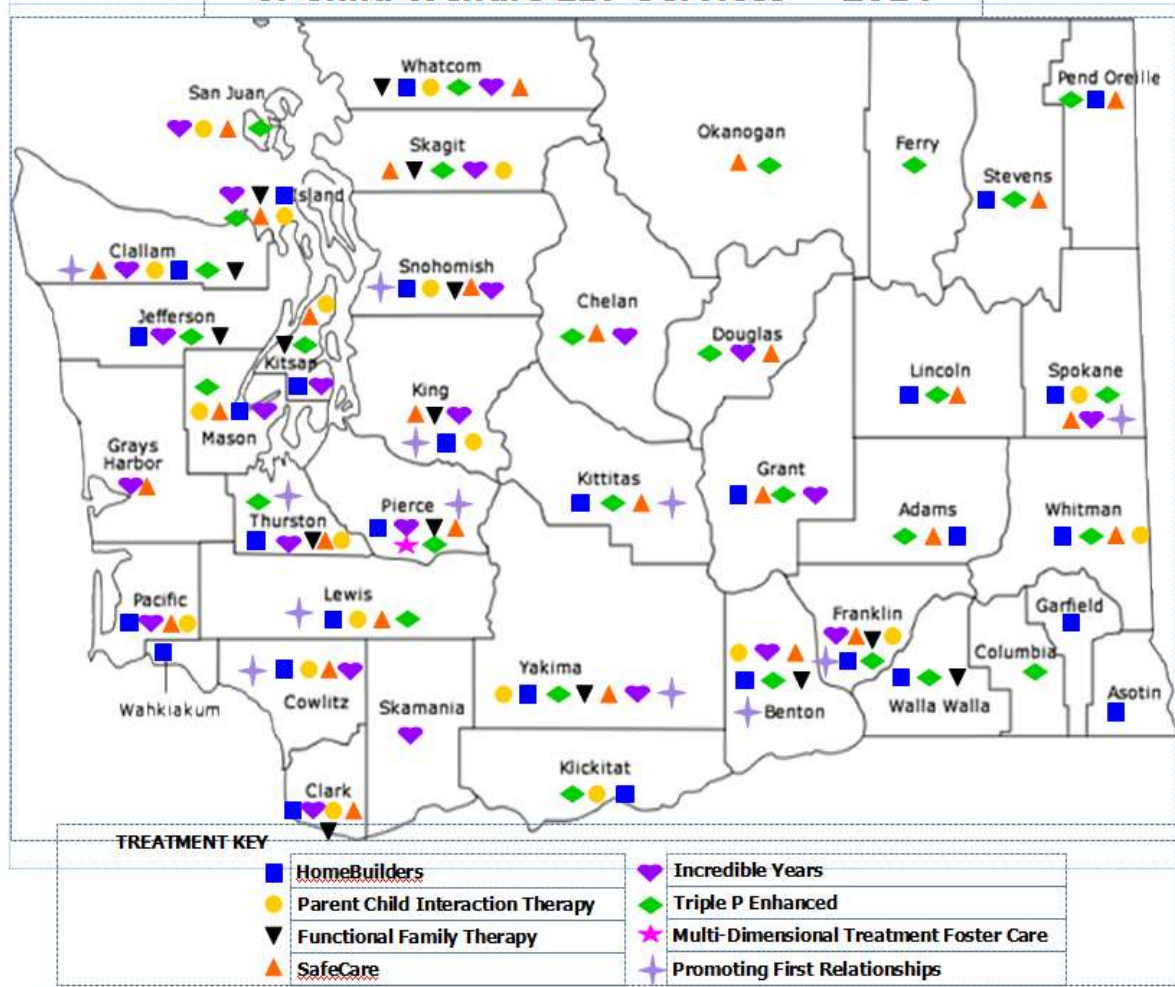 Whatcom
Pend Oreille
San Juan
Okanogan
Skagit
Ferry
Stevens
Island
Clallam
Snohomish
Chelan
Jefferson
Douglas
Kitsap
Lincoln
Spokane
King
Mason
Grays
Harbor
Kittitas
Grant
Pierce
Adams
Whitman
Thurston
Pacific
Lewis
Franklin
Garfield
Columbia
Yakima
Asotin
Wahkiakum
Cowlitz
Skamania
Benton
Walla Walla
Klickitat
Clark
TREATMENT KEY
HomeBuilders
Incredible Years
Parent Child Interaction Therapy
Triple P Enhanced
Functional Family Therapy
Multi-Dimensional Treatment Foster Care
SafeCare
Promoting First Relationships